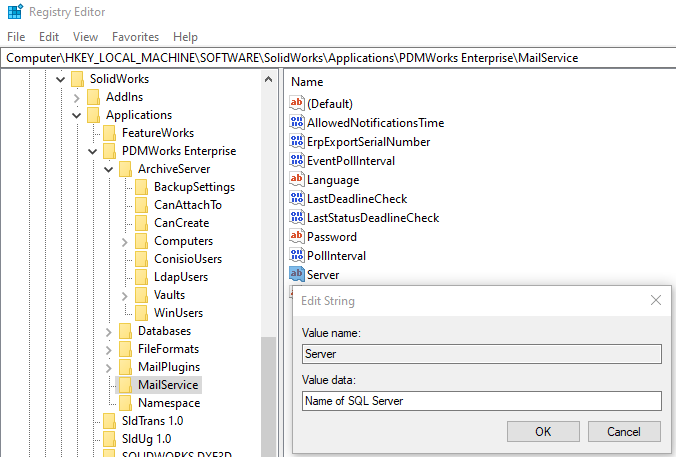 Registry Editor
File Edit View Favorites Help
Computer\HKEY_LOCAL_MACHINE\SOFTWARE\SolidWorks\Applications\PDMWorks Enterprise\MailService
SolidWorks
AddIns
Applications
FeatureWorks
PDMWorks Enterprise
ArchiveServer
BackupSettings
CanAttachTo
CanCreate
Computers
ConisioUsers
LdapUsers
Vaults
WinUsers
Databases
FileFormats
MailPlugins
MailService
Namespace
SldTrans 1.0
SldUg 1.0
SOLIDWORKS DXF3D
Name
(Default)
AllowedNotificationsTime
ErpExportSerialNumber
EventPollInterval
Language
LastDeadlineCheck
LastStatusDeadlineCheck
Password
PollInterval
Server
Edit String
Value name:
Server
Value data:
Name of SQL Server
OK Cancel